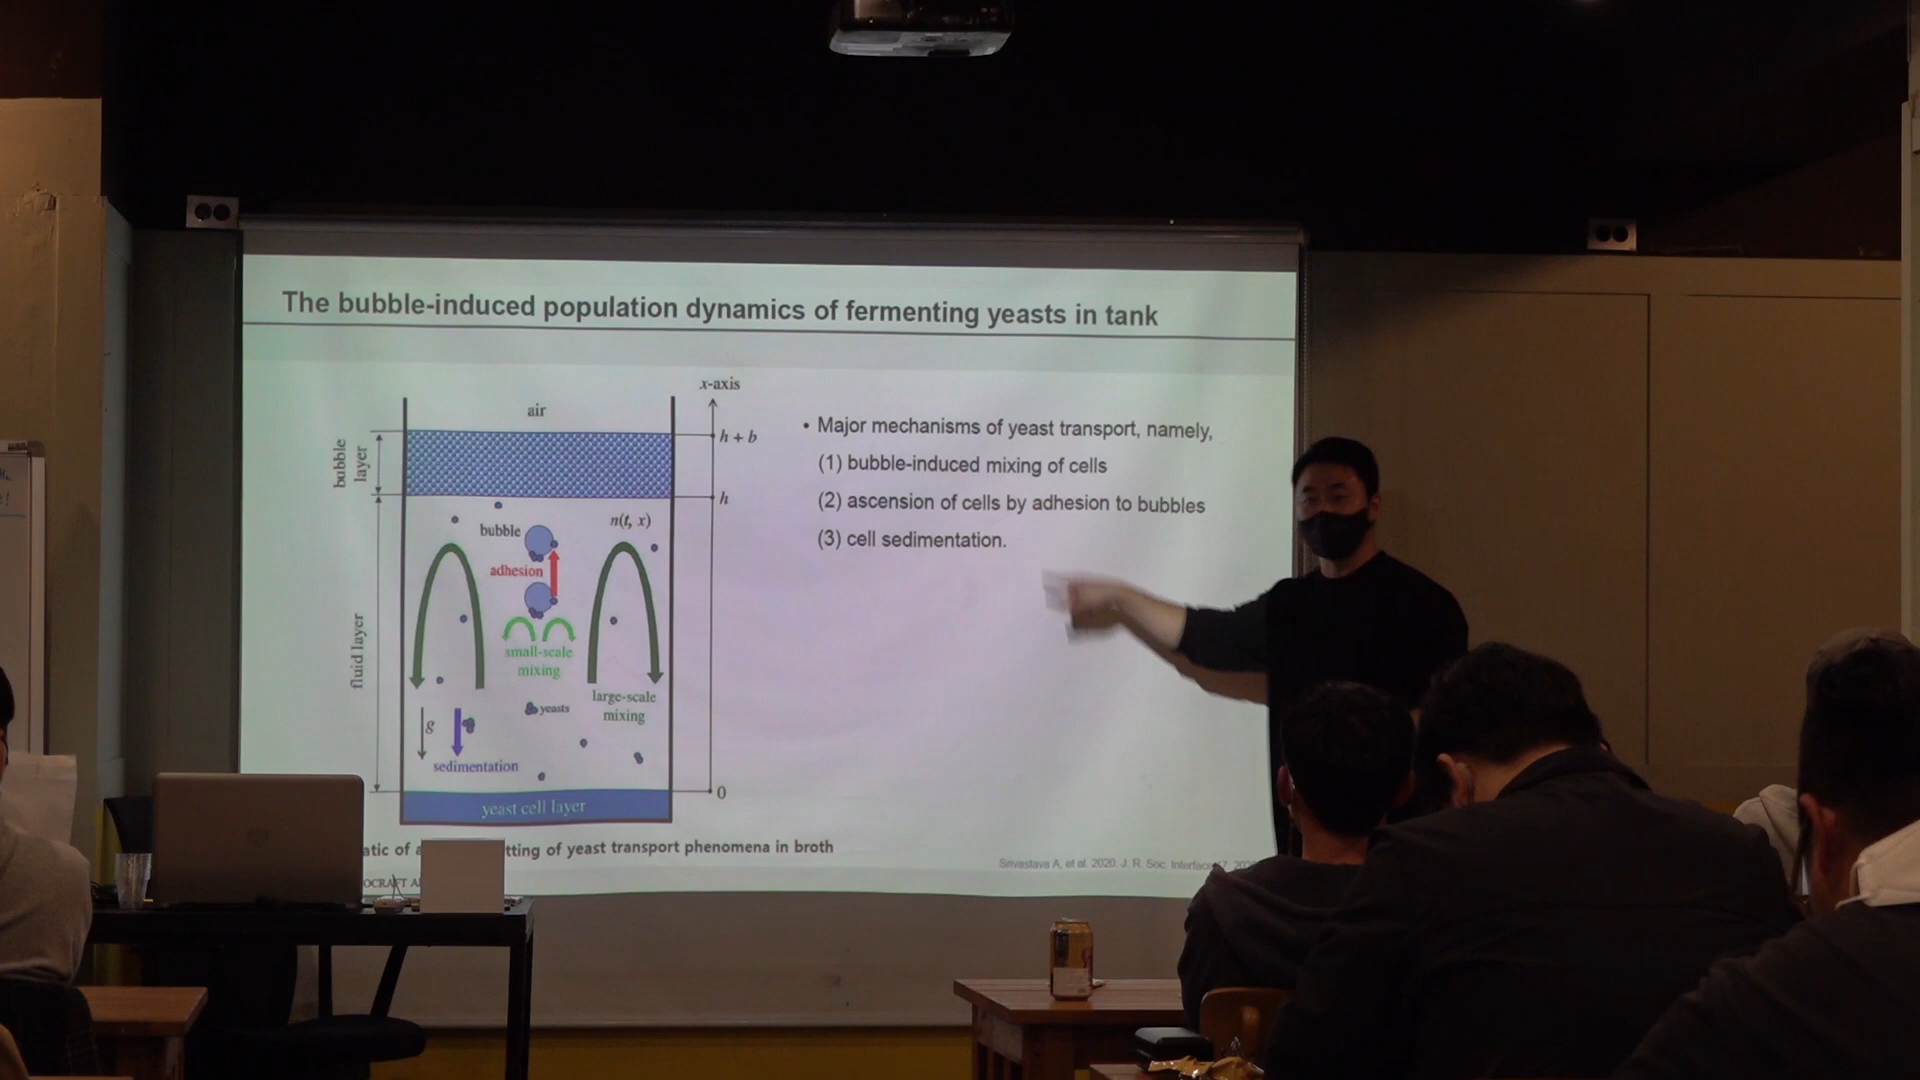 The bubble-induced population dynamics of fermenting yeasts in tank
x-axis
air
bubble
layer
h + b
h
bubble
n(t, x)
adhesion
small-scale
mixing
large-scale
mixing
fluid layer
yeasts
g
sedimentation
0
yeast cell layer
• Major mechanisms of yeast transport, namely,
(1) bubble-induced mixing of cells
(2) ascension of cells by adhesion to bubbles
(3) cell sedimentation.
of yeast transport phenomena in broth
Srivastava A, et al. 2020. J. R. Soc. Interface